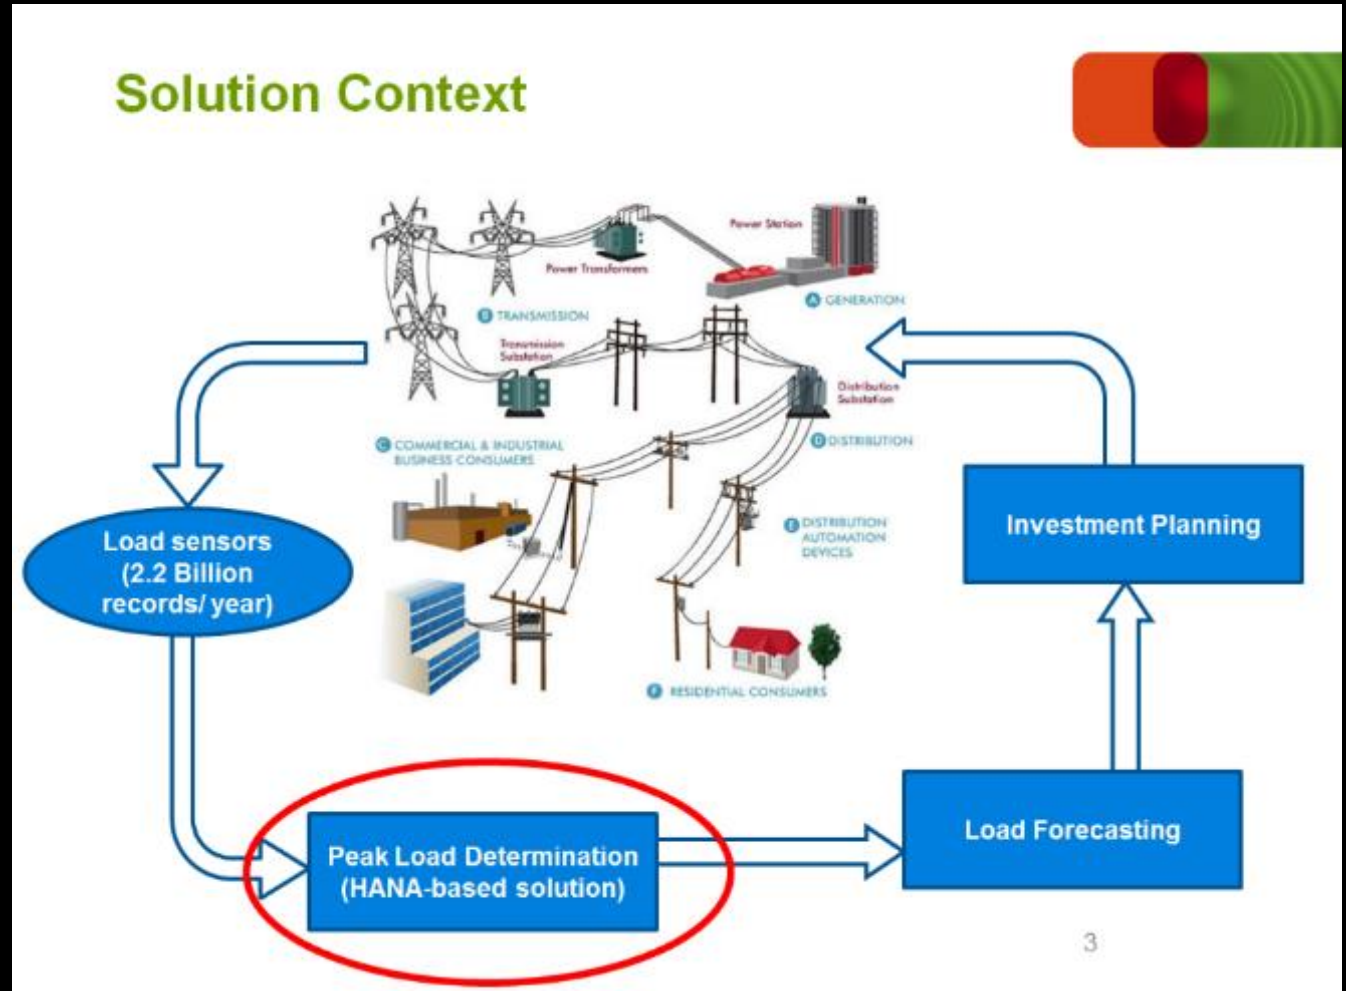 Solution Context
Power Station
Power Transformers
A GENERATION
B TRANSMISSION
Transmission
Substation
Distribution
Substation
C COMMERCIAL & INDUSTRIAL
BUSINESS CONSUMERS
D DISTRIBUTION
E DISTRIBUTION
AUTOMATION
DEVICES
F RESIDENTIAL CONSUMERS
Load sensors
(2.2 Billion
records/ year)
Peak Load Determination
(HANA-based solution)
Load Forecasting
Investment Planning
3